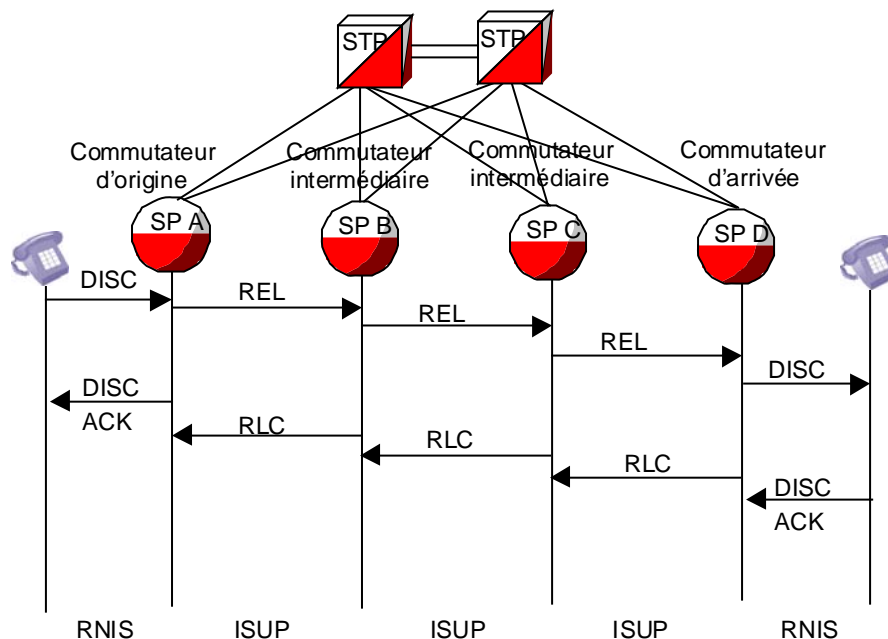 STP
STP
Commutateur
d'origine
Commutateur
intermédiaire
Commutateur
intermédiaire
Commutateur
d'arrivée
SP A
SP B
SP C
SP D
DISC
REL
REL
REL
DISC
DISC
ACK
RLC
RLC
RLC
DISC
ACK
RNIS
ISUP
ISUP
ISUP
RNIS